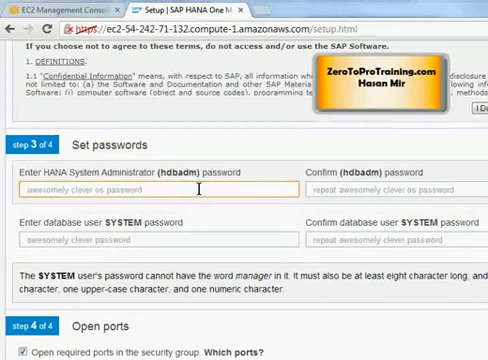 EC2 Management Consol
Setup | SAP HANA One M
https://ec2-54-242-71-132.compute-1.amazonaws.com/setup.html
If you choose not to agree to these terms, do not access and/or use the SAP Software.
1. DEFINITIONS.
1.1 "Confidential Information" means, with respect to SAP, all information wh disclosure
not limited to: (a) the Software and Documentation and other SAP Mater llowing
Software: (i) computer software (object and source codes), programming te methods
ZeroToProTraining.com
Hasan Mir
I Do
step 3 of 4 Set passwords
Enter HANA System Administrator (hdbadm) password Confirm (hdbadm) password
awesomely clever os password repeat awesomely clever os password
Enter database user SYSTEM password Confirm database user SYSTEM password
awesomely clever password repeat awesomely clever password
The SYSTEM user's password cannot have the word manager in it. It must also be at least eight character long, and
character, one upper-case character, and one numeric character.
step 4 of 4 Open ports
Open required ports in the security group. Which ports?